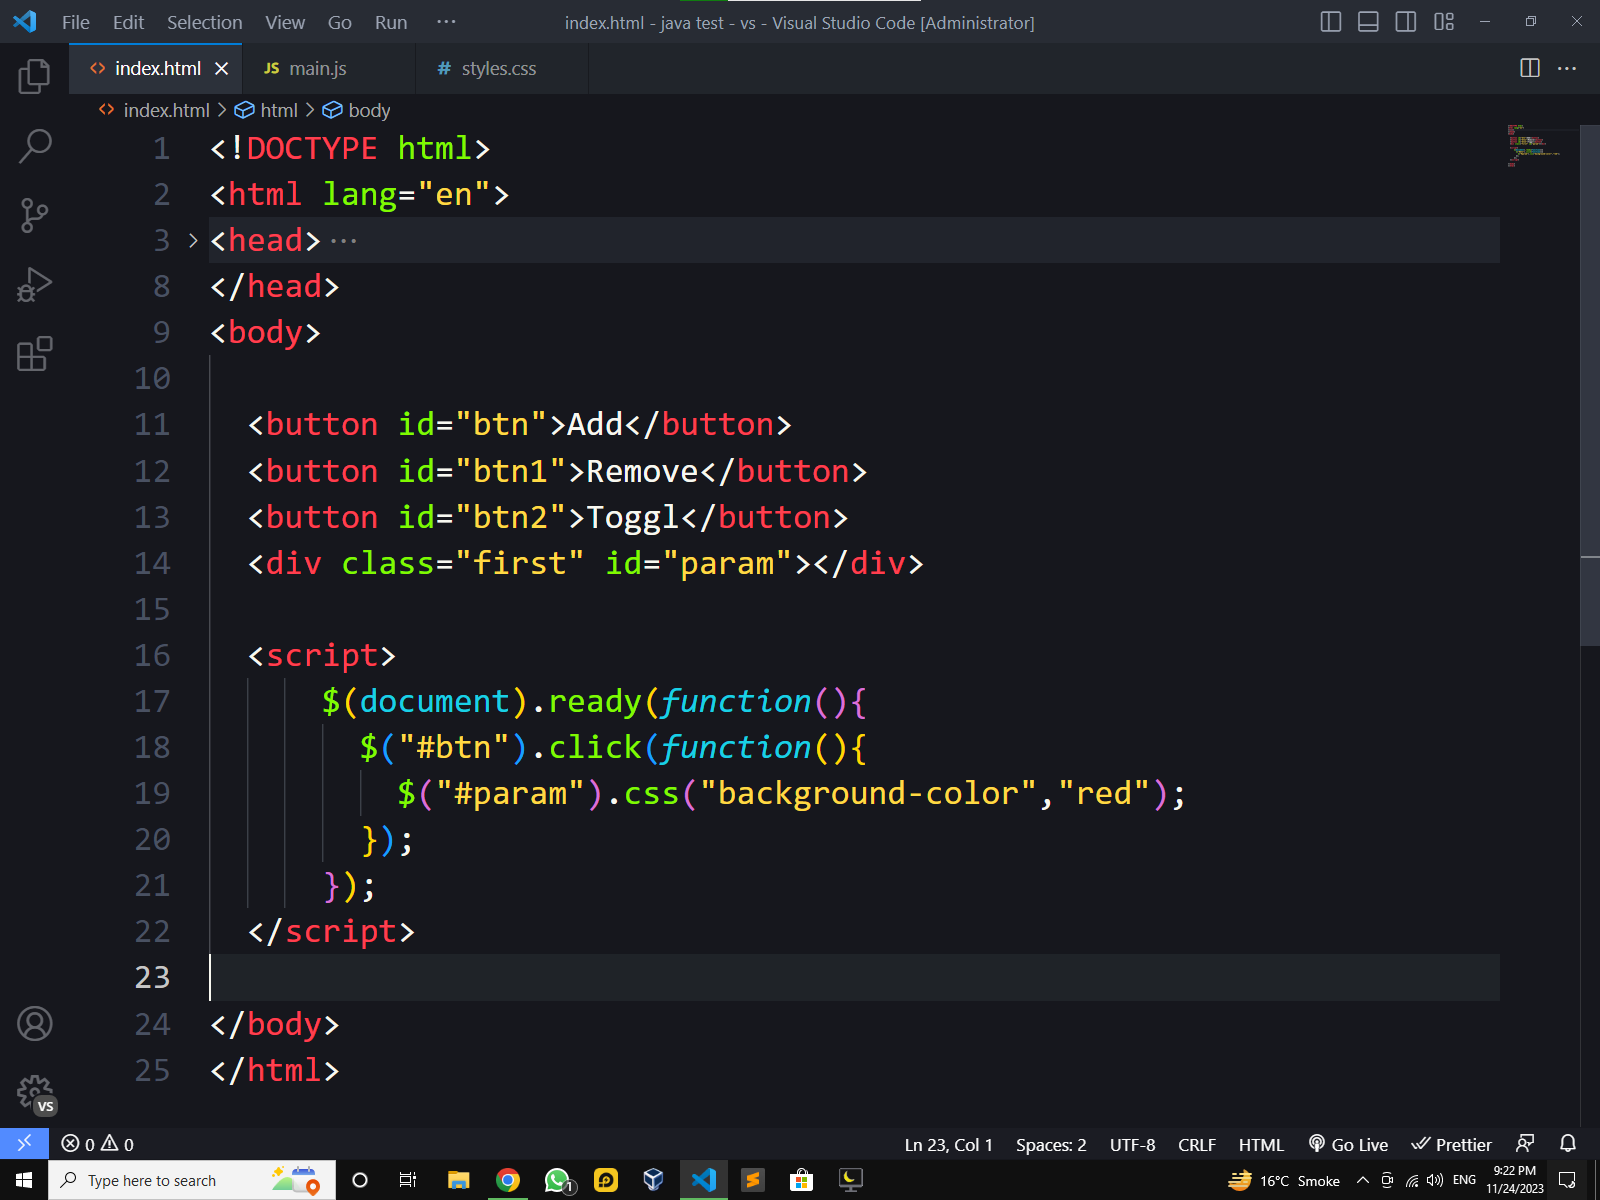 File Edit Selection View Go Run ··· index.html - java test - vs - Visual Studio Code [Administrator]
index.html JS main.js # styles.css
index.html > html > body
1 <!DOCTYPE html>
2 <html lang="en">
3 <head> ···
8 </head>
9 <body>
10
11 <button id="btn">Add</button>
12 <button id="btn1">Remove</button>
13 <button id="btn2">Toggl</button>
14 <div class="first" id="param"></div>
15
16 <script>
17 $(document).ready(function(){
18 $("#btn").click(function(){
19 $("#param").css("background-color","red");
20 });
21 });
22 </script>
23
24 </body>
25 </html>
VS
0 0 Ln 23, Col 1 Spaces: 2 UTF-8 CRLF HTML Go Live Prettier
Type here to search 1 16°C Smoke ENG 9:22 PM
11/24/2023